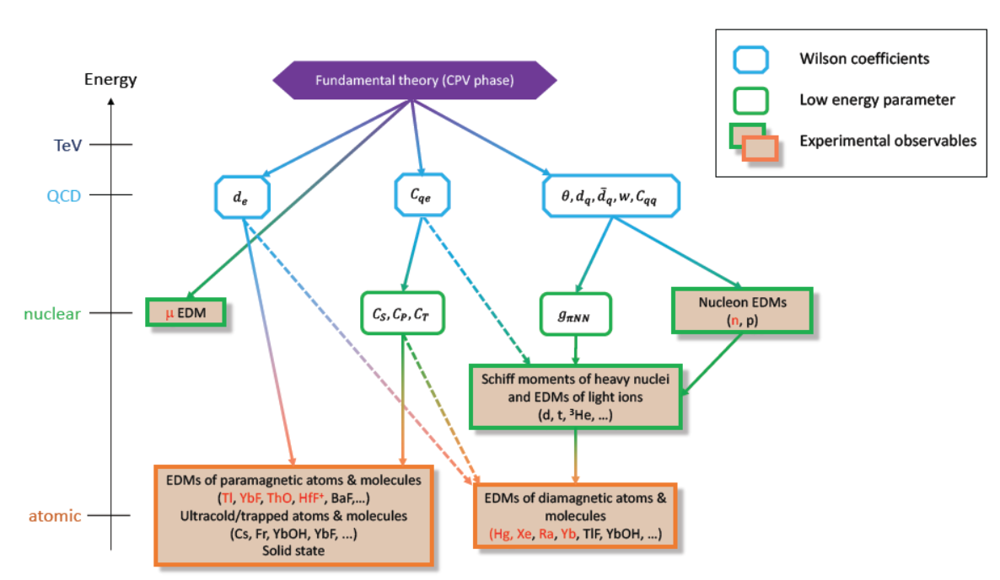 Energy
TeV
QCD
nuclear
atomic
Fundamental theory (CPV phase)
Wilson coefficients
Low energy parameter
Experimental observables
dₑ
C_qe
θ, d_q, d̄_q, w, C_qq
μ EDM
C_S, C_P, C_T
g_πNN
Nucleon EDMs
(n, p)
Schiff moments of heavy nuclei
and EDMs of light ions
(d, t, ³He, ...)
EDMs of paramagnetic atoms & molecules
(Tl, YbF, ThO, HfF⁺, BaF,...)
Ultracold/trapped atoms & molecules
(Cs, Fr, YbOH, YbF, ...)
Solid state
EDMs of diamagnetic atoms &
molecules
(Hg, Xe, Ra, Yb, TlF, YbOH, ...)